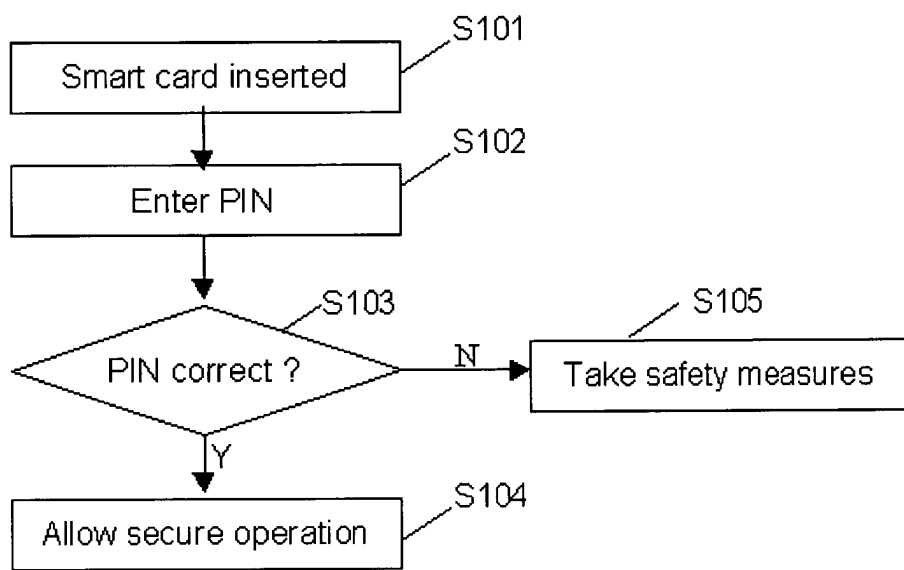 S101
Smart card inserted
S102
Enter PIN
S103
PIN correct ?
N
S105
Take safety measures
Y
S104
Allow secure operation